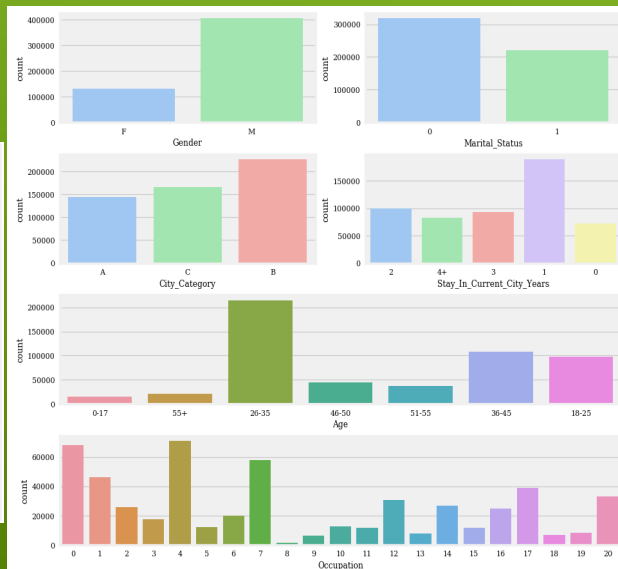 400000
300000
200000
100000
0
count
F M
Gender
300000
200000
100000
0
count
0 1
Marital_Status
200000
150000
100000
50000
0
count
A C B
City_Category
150000
100000
50000
0
count
2 4+ 3 1 0
Stay_In_Current_City_Years
200000
150000
100000
50000
0
count
0-17 55+ 26-35 46-50 51-55 36-45 18-25
Age
60000
40000
20000
0
count
0 1 2 3 4 5 6 7 8 9 10 11 12 13 14 15 16 17 18 19 20
Occupation